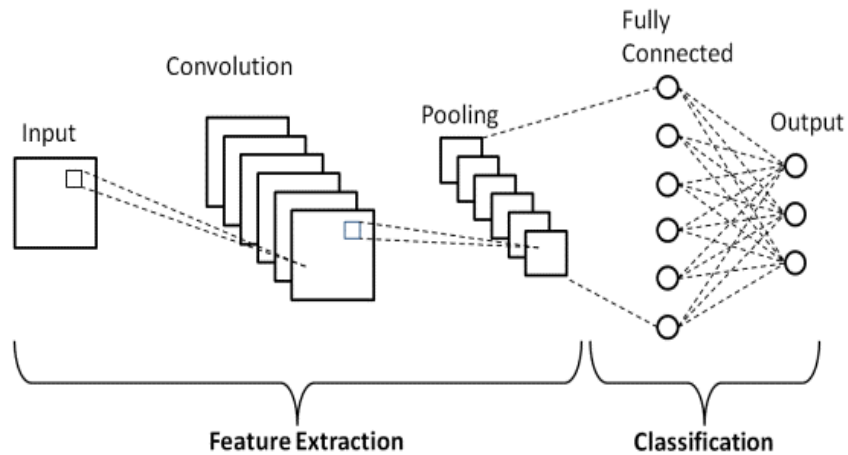 Fully
Connected
Convolution
Pooling
Input
Output
Feature Extraction
Classification